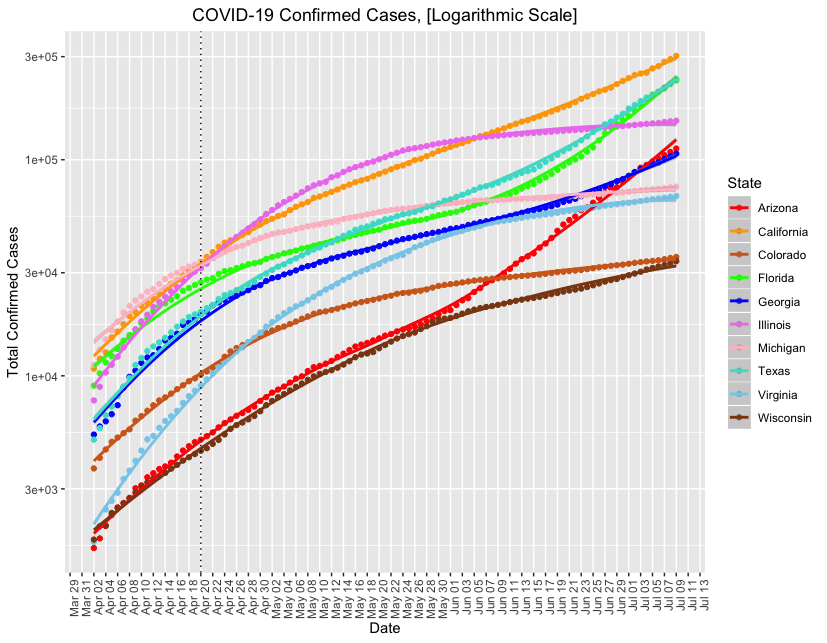 COVID-19 Confirmed Cases, [Logarithmic Scale]
Total Confirmed Cases
3e+05
1e+05
3e+04
1e+04
3e+03
Mar 29
Mar 31
Apr 02
Apr 04
Apr 06
Apr 08
Apr 10
Apr 12
Apr 14
Apr 16
Apr 18
Apr 20
Apr 22
Apr 24
Apr 26
Apr 28
Apr 30
May 02
May 04
May 06
May 08
May 10
May 12
May 14
May 16
May 18
May 20
May 22
May 24
May 26
May 28
May 30
Jun 01
Jun 03
Jun 05
Jun 07
Jun 09
Jun 11
Jun 13
Jun 15
Jun 17
Jun 19
Jun 21
Jun 23
Jun 25
Jun 27
Jun 29
Jul 01
Jul 03
Jul 05
Jul 07
Jul 09
Jul 11
Jul 13
Date
State
Arizona
California
Colorado
Florida
Georgia
Illinois
Michigan
Texas
Virginia
Wisconsin